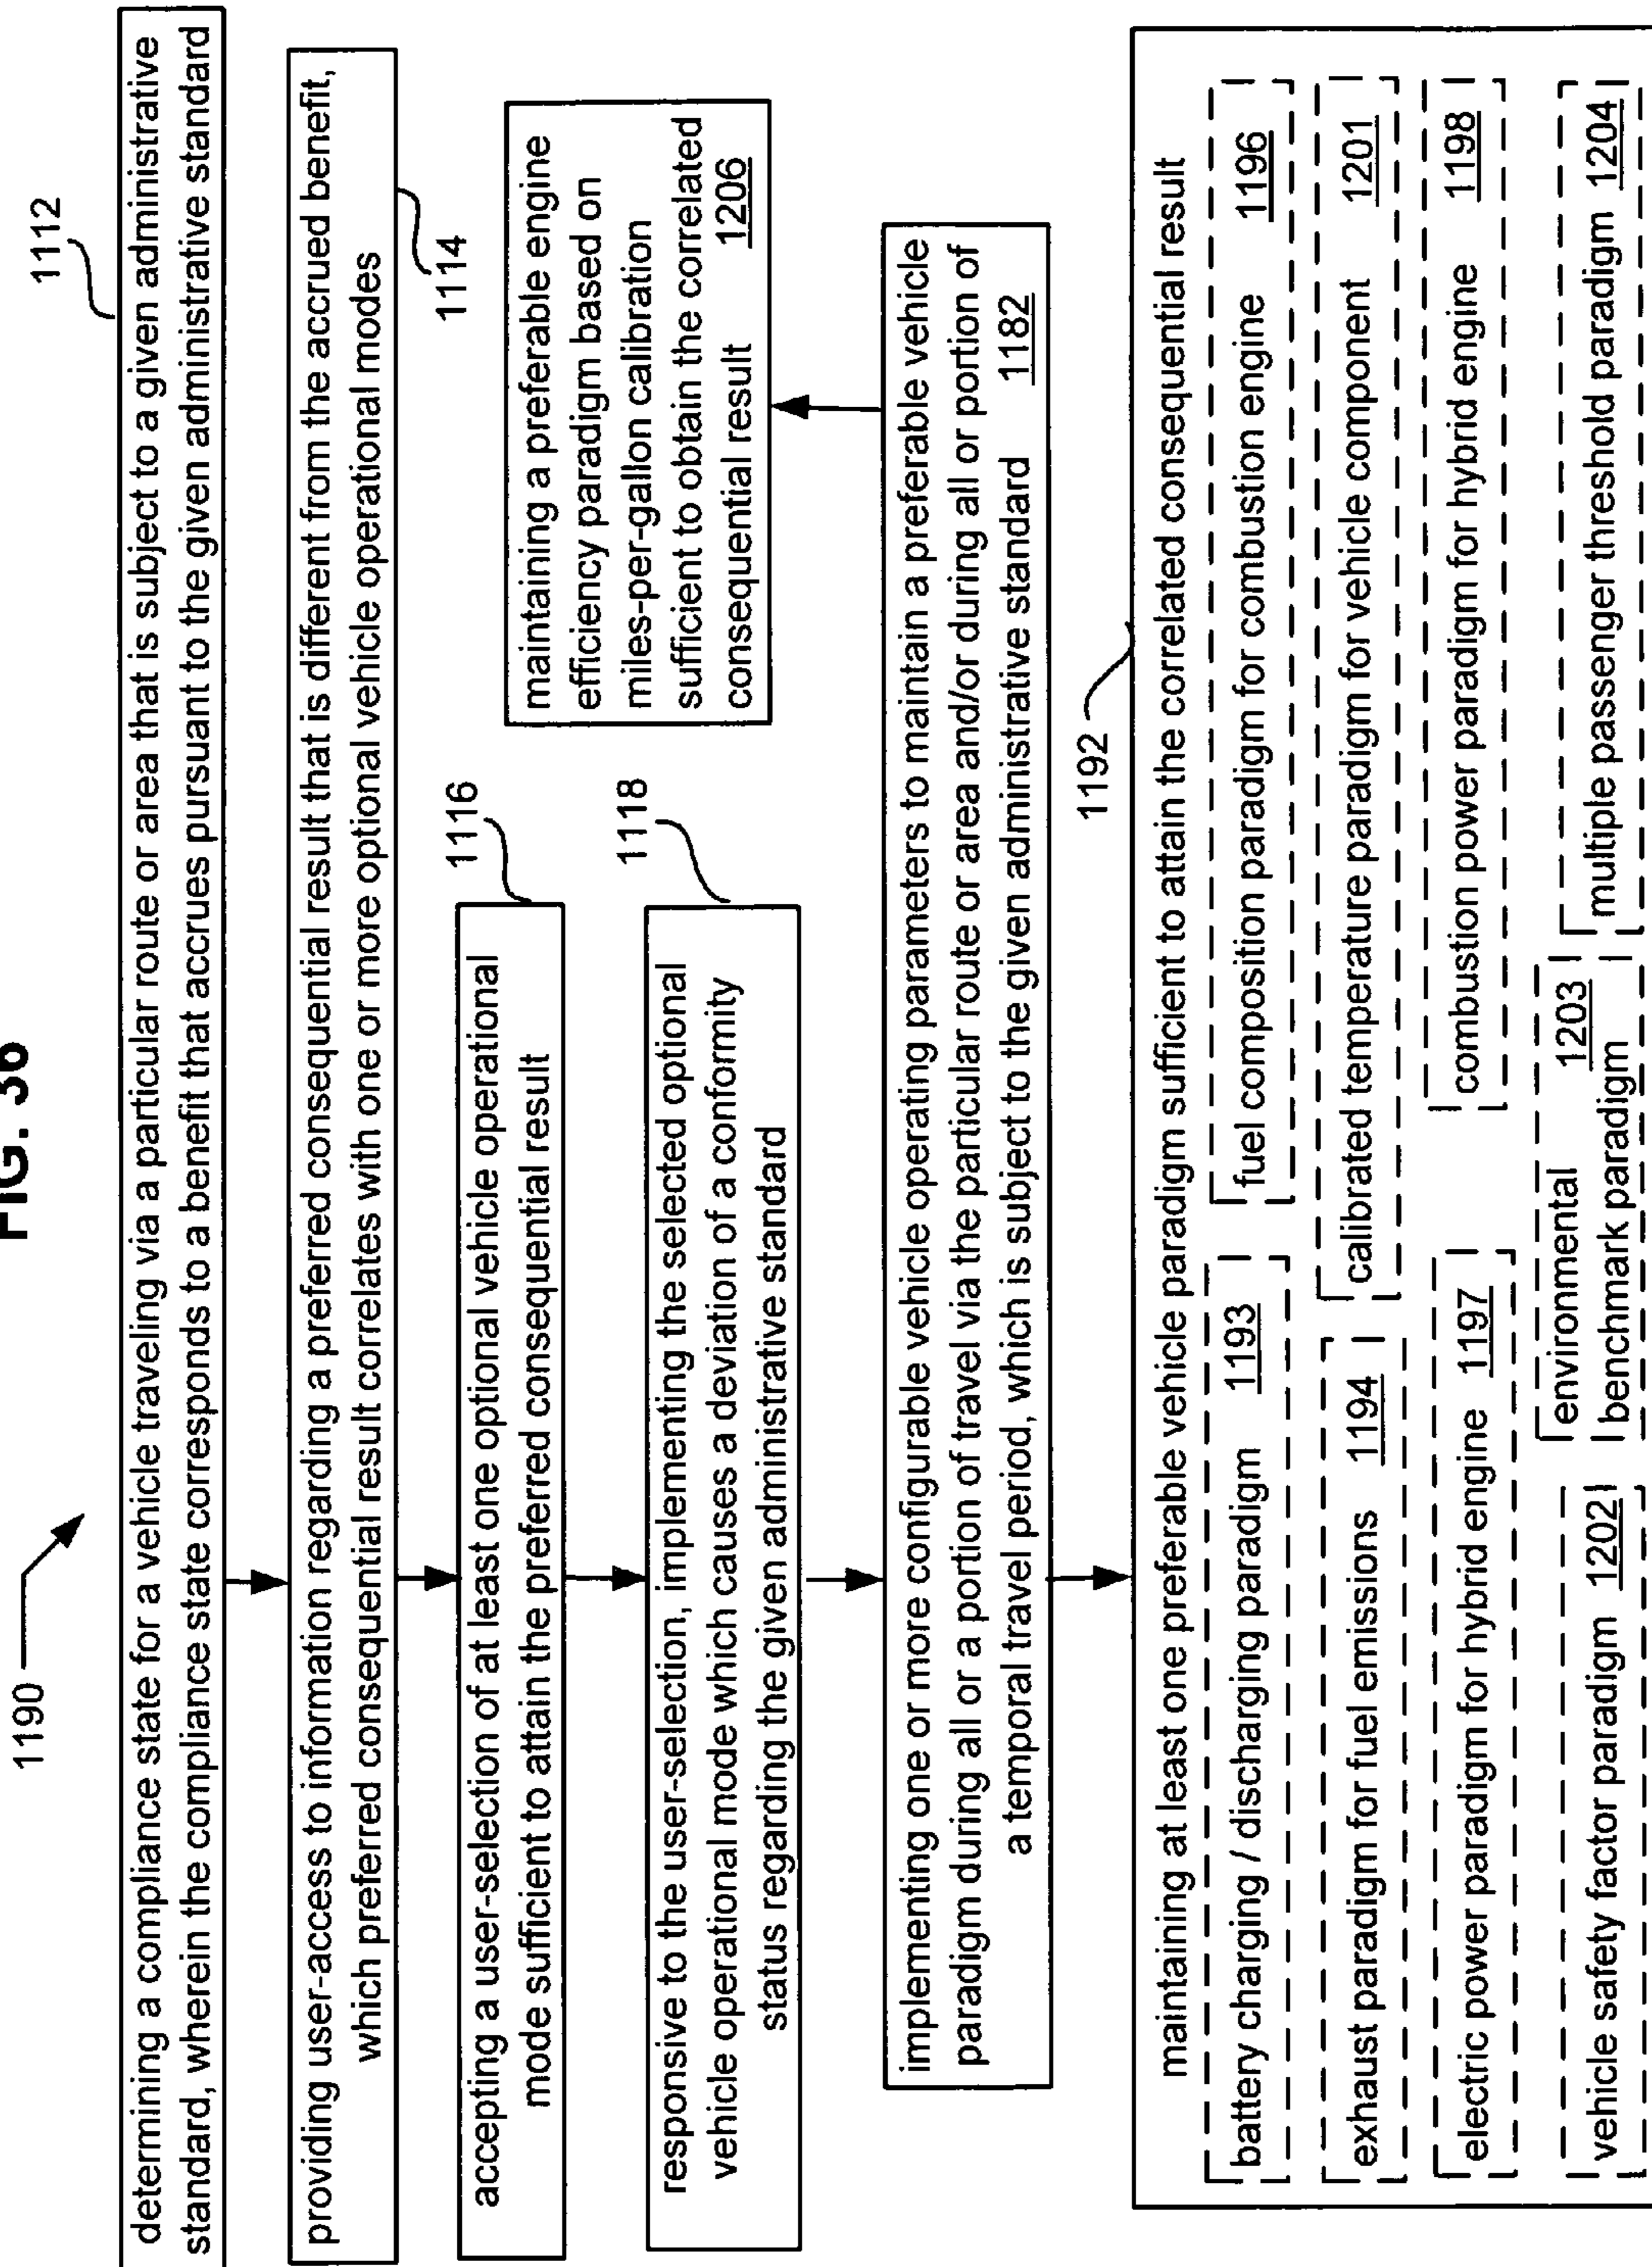 FIG. 36
1190
1112
determining a compliance state for a vehicle traveling via a particular route or area that is subject to a given administrative
standard, wherein the compliance state corresponds to a benefit that accrues pursuant to the given administrative standard
providing user-access to information regarding a preferred consequential result that is different from the accrued benefit,
which preferred consequential result correlates with one or more optional vehicle operational modes
1114
1116
accepting a user-selection of at least one optional vehicle operational
mode sufficient to attain the preferred consequential result
1118
responsive to the user-selection, implementing the selected optional
vehicle operational mode which causes a deviation of a conformity
status regarding the given administrative standard
maintaining a preferable engine
efficiency paradigm based on
miles-per-gallon calibration
sufficient to obtain the correlated
consequential result 1206
implementing one or more configurable vehicle operating parameters to maintain a preferable vehicle
paradigm during all or a portion of travel via the particular route or area and/or during all or portion of
a temporal travel period, which is subject to the given administrative standard 1182
1192
maintaining at least one preferable vehicle paradigm sufficient to attain the correlated consequential result
battery charging / discharging paradigm 1193
fuel composition paradigm for combustion engine 1196
exhaust paradigm for fuel emissions 1194
calibrated temperature paradigm for vehicle component 1201
electric power paradigm for hybrid engine 1197
combustion power paradigm for hybrid engine 1198
vehicle safety factor paradigm 1202
environmental 1203
benchmark paradigm
multiple passenger threshold paradigm 1204